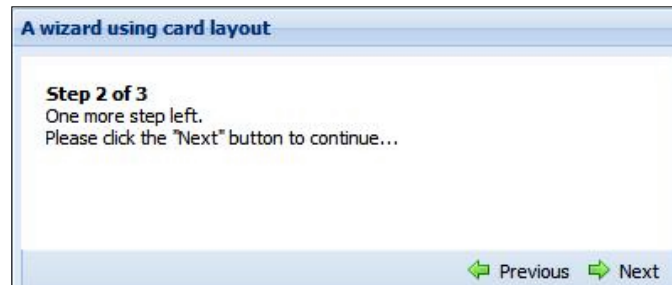 A wizard using card layout
Step 2 of 3
One more step left.
Please click the "Next" button to continue...
Previous Next